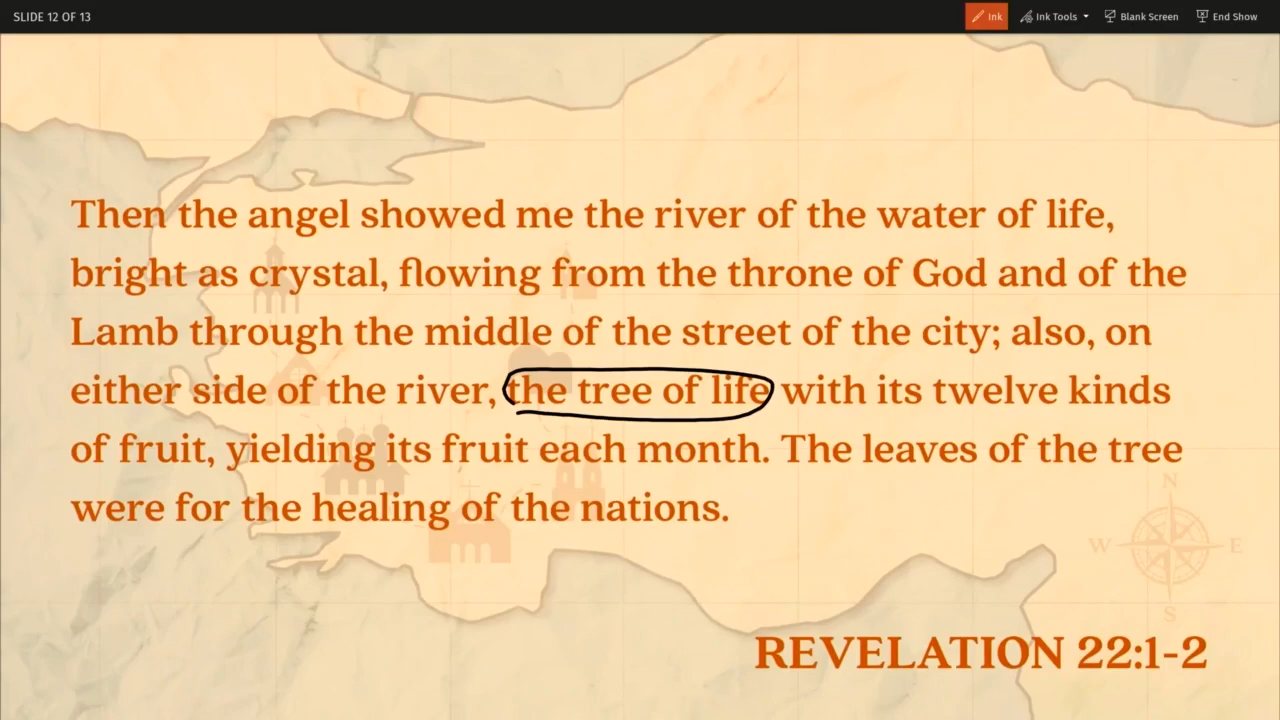 SLIDE 12 OF 13
Ink
Ink Tools
Blank Screen
End Show
Then the angel showed me the river of the water of life,
bright as crystal, flowing from the throne of God and of the
Lamb through the middle of the street of the city; also, on
either side of the river, the tree of life with its twelve kinds
of fruit, yielding its fruit each month. The leaves of the tree
were for the healing of the nations.
N
W E
S
REVELATION 22:1-2